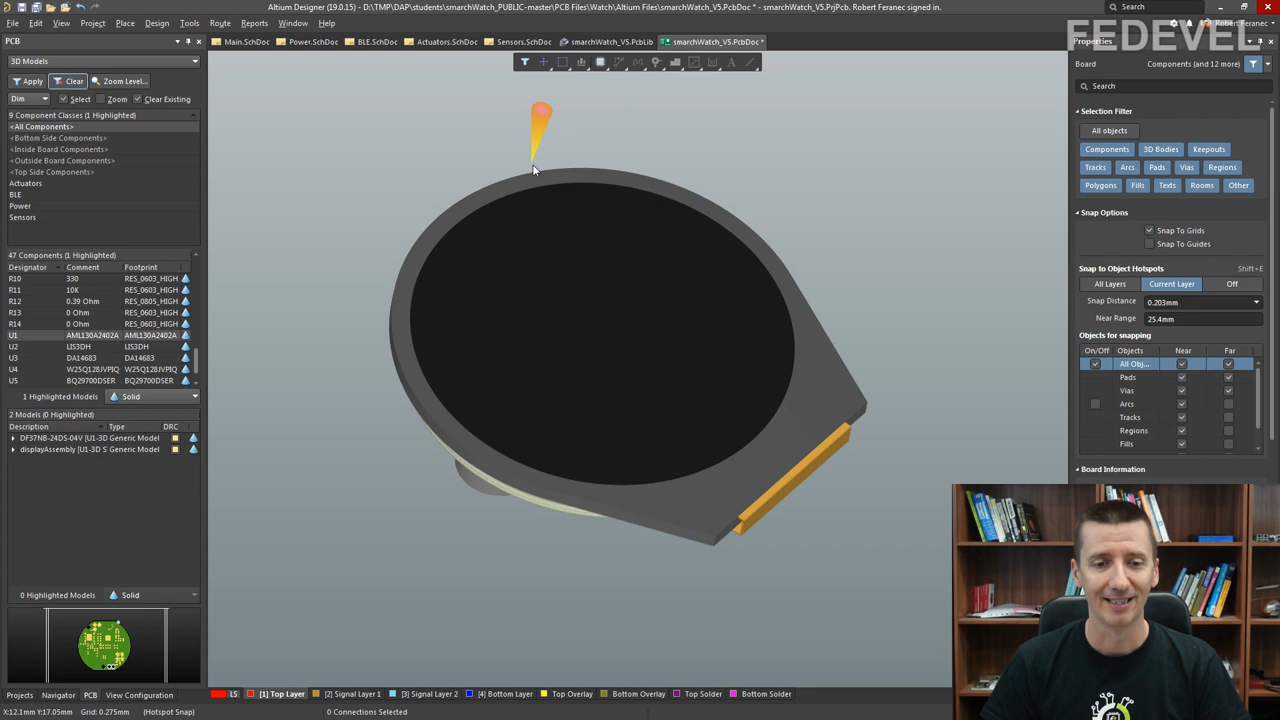 Altium Designer (19.0.15) - D:\TMP\DAP\students\smarchWatch_PUBLIC-master\PCB Files\Watch\Altium Files\smarchWatch_V5.PcbDoc * - smarchWatch_V5.PrjPcb. Robert Feranec signed in.
Search
File Edit View Project Place Design Tools Route Reports Window Help
Robert Feranec
FEDEVEL
PCB
Main.SchDoc Power.SchDoc BLE.SchDoc Actuators.SchDoc Sensors.SchDoc smarchWatch_V5.PcbLib smarchWatch_V5.PcbDoc *
Properties
3D Models
Board Components (and 12 more)
Apply Clear Zoom Level...
Search
Dim Select Zoom Clear Existing
9 Component Classes (1 Highlighted)
<All Components>
<Bottom Side Components>
<Inside Board Components>
<Outside Board Components>
<Top Side Components>
Actuators
BLE
Power
Sensors
47 Components (1 Highlighted)
Designator Comment Footprint
R10 330 RES_0603_HIGH
R11 10K RES_0603_HIGH
R12 0.39 Ohm RES_0805_HIGH
R13 0 Ohm RES_0603_HIGH
R14 0 Ohm RES_0603_HIGH
U1 AML130A2402A AML130A2402A
U2 LIS3DH LIS3DH
U3 DA14683 DA14683
U4 W25Q128JVPIQ W25Q128JVPIQ
U5 BQ29700DSER BQ29700DSER
1 Highlighted Models Solid
2 Models (0 Highlighted)
Description Type DRC
DF37NB-24DS-04V [U1-3D Generic Model
displayAssembly [U1-3D S' Generic Model
0 Highlighted Models Solid
Selection Filter
All objects
Components 3D Bodies Keepouts
Tracks Arcs Pads Vias Regions
Polygons Fills Texts Rooms Other
Snap Options
Snap To Grids
Snap To Guides
Snap to Object Hotspots Shift+E
All Layers Current Layer Off
Snap Distance 0.203mm
Near Range 25.4mm
Objects for snapping
On/Off Objects Near Far
All Obj...
Pads
Vias
Arcs
Tracks
Regions
Fills
Board Information
Projects Navigator PCB View Configuration
LS [1] Top Layer [2] Signal Layer 1 [3] Signal Layer 2 [4] Bottom Layer Top Overlay Bottom Overlay Top Solder Bottom Solder
X:12.1mm Y:17.05mm Grid: 0.275mm (Hotspot Snap) 0 Connections Selected